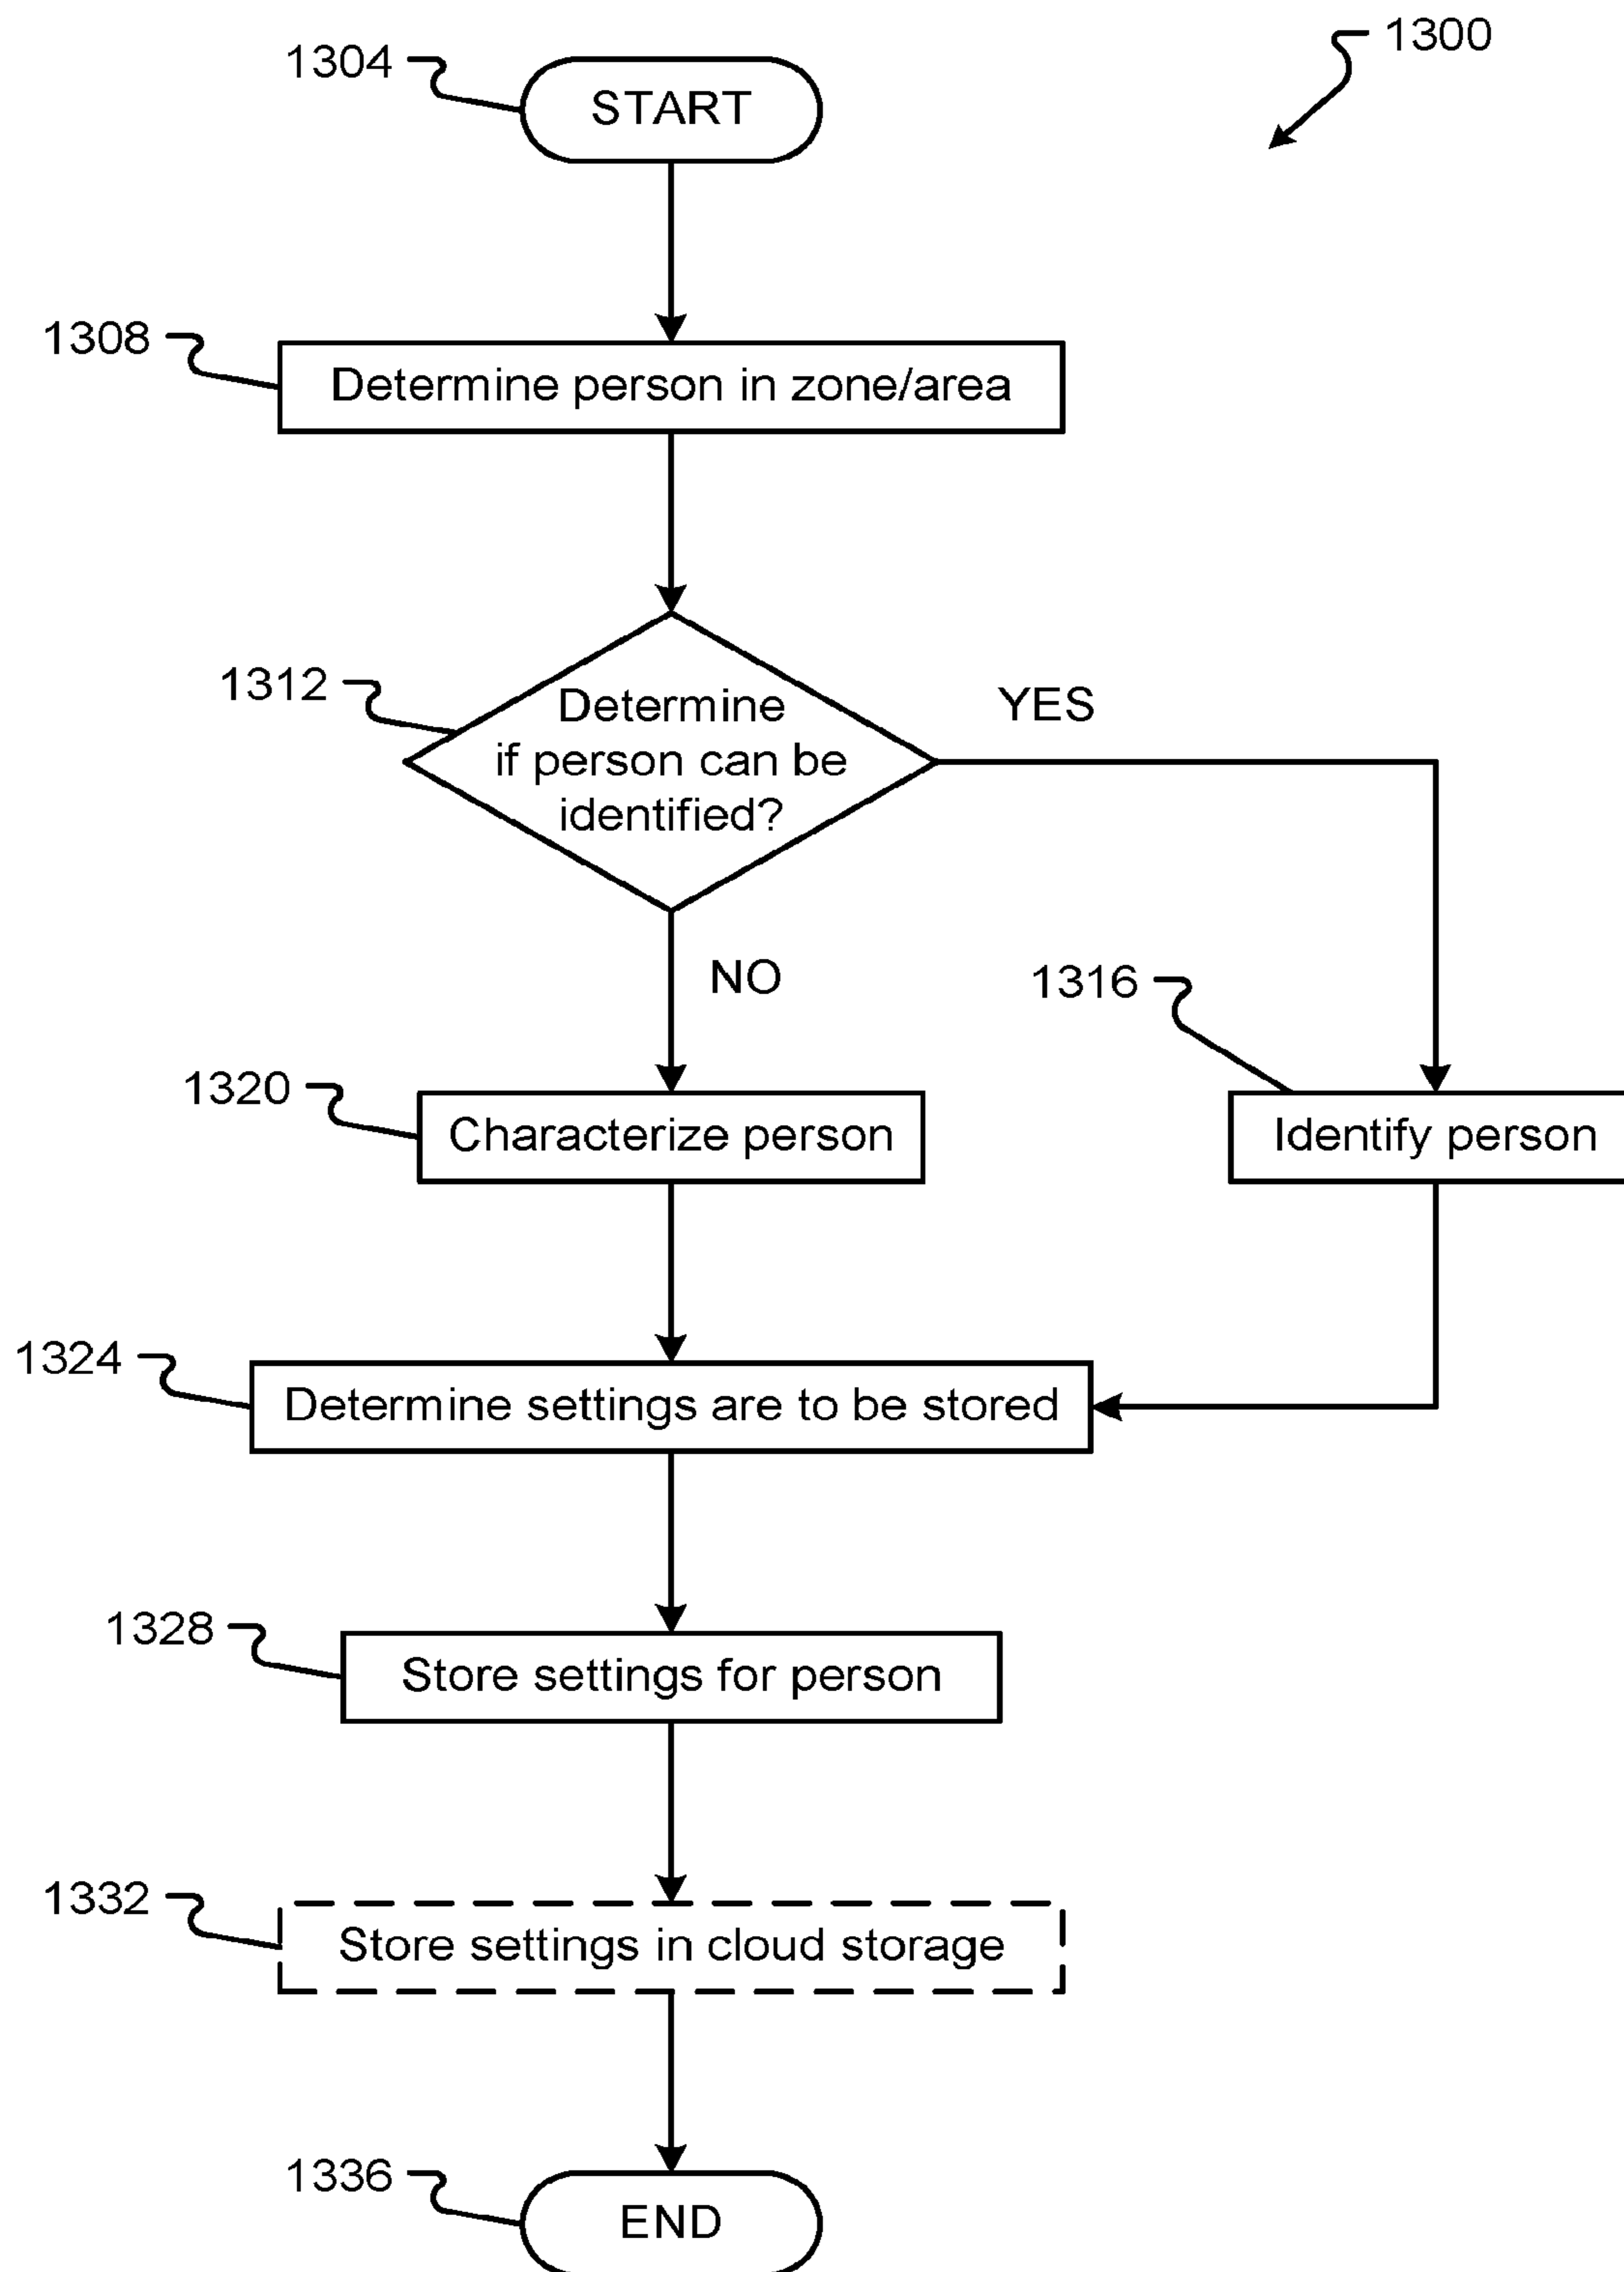 1300
1304
START
1308
Determine person in zone/area
1312
Determine
if person can be
identified?
YES
NO
1316
1320
Characterize person
Identify person
1324
Determine settings are to be stored
1328
Store settings for person
1332
Store settings in cloud storage
1336
END